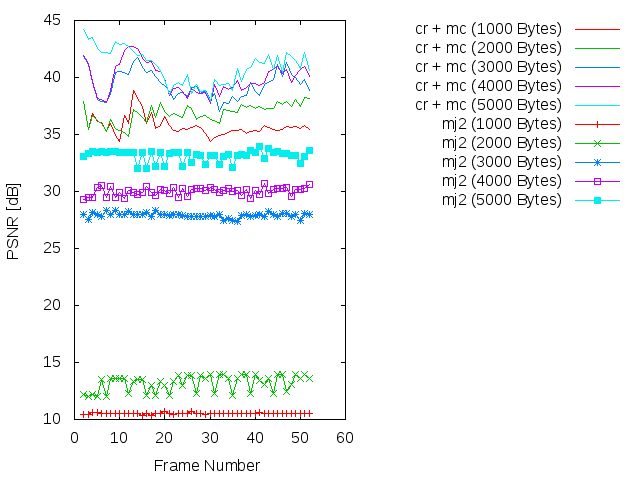 45
40
35
30
25
20
15
10
0
10
20
30
40
50
60
PSNR [dB]
Frame Number
cr + mc (1000 Bytes)
cr + mc (2000 Bytes)
cr + mc (3000 Bytes)
cr + mc (4000 Bytes)
cr + mc (5000 Bytes)
mj2 (1000 Bytes)
mj2 (2000 Bytes)
mj2 (3000 Bytes)
mj2 (4000 Bytes)
mj2 (5000 Bytes)